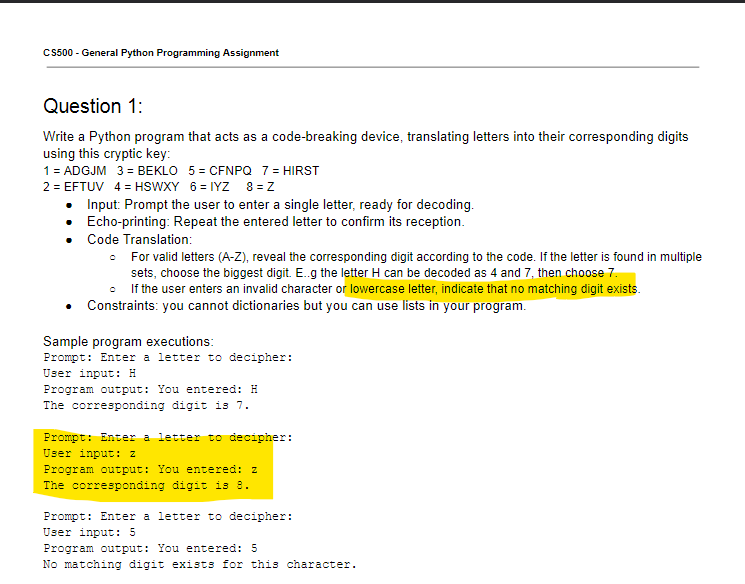 CS500 - General Python Programming Assignment
Question 1:
Write a Python program that acts as a code-breaking device, translating letters into their corresponding digits
using this cryptic key:
1 = ADGJM 3 = BEKLO 5 = CFNPQ 7 = HIRST
2 = EFTUV 4 = HSWXY 6 = IYZ 8 = Z
• Input: Prompt the user to enter a single letter, ready for decoding.
• Echo-printing: Repeat the entered letter to confirm its reception.
• Code Translation:
○ For valid letters (A-Z), reveal the corresponding digit according to the code. If the letter is found in multiple
sets, choose the biggest digit. E..g the letter H can be decoded as 4 and 7, then choose 7.
○ If the user enters an invalid character or lowercase letter, indicate that no matching digit exists.
• Constraints: you cannot dictionaries but you can use lists in your program.
Sample program executions:
Prompt: Enter a letter to decipher:
User input: H
Program output: You entered: H
The corresponding digit is 7.
Prompt: Enter a letter to decipher:
User input: z
Program output: You entered: z
The corresponding digit is 8.
Prompt: Enter a letter to decipher:
User input: 5
Program output: You entered: 5
No matching digit exists for this character.